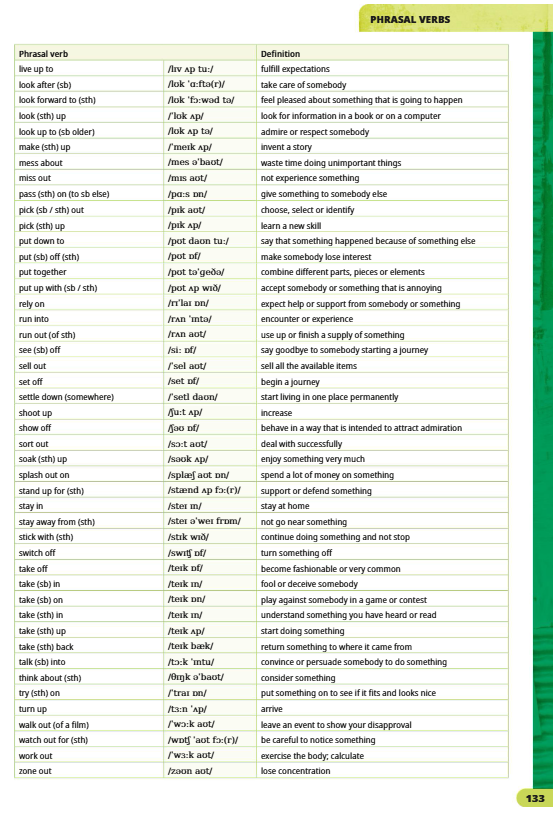 PHRASAL VERBS
Phrasal verb Definition
live up to /lɪv ʌp tuː/ fulfill expectations
look after (sb) /lʊk ˈɑːftə(r)/ take care of somebody
look forward to (sth) /lʊk ˈfɔːwəd tə/ feel pleased about something that is going to happen
look (sth) up /ˈlʊk ʌp/ look for information in a book or on a computer
look up to (sb older) /lʊk ʌp tə/ admire or respect somebody
make (sth) up /ˈmeɪk ʌp/ invent a story
mess about /mes əˈbaʊt/ waste time doing unimportant things
miss out /mɪs aʊt/ not experience something
pass (sth) on (to sb else) /pɑːs ɒn/ give something to somebody else
pick (sb / sth) out /pɪk aʊt/ choose, select or identify
pick (sth) up /pɪk ʌp/ learn a new skill
put down to /pʊt daʊn tuː/ say that something happened because of something else
put (sb) off (sth) /pʊt ɒf/ make somebody lose interest
put together /pʊt təˈɡeðə/ combine different parts, pieces or elements
put up with (sb / sth) /pʊt ʌp wɪð/ accept somebody or something that is annoying
rely on /rɪˈlaɪ ɒn/ expect help or support from somebody or something
run into /rʌn ˈɪntə/ encounter or experience
run out (of sth) /rʌn aʊt/ use up or finish a supply of something
see (sb) off /siː ɒf/ say goodbye to somebody starting a journey
sell out /ˈsel aʊt/ sell all the available items
set off /set ɒf/ begin a journey
settle down (somewhere) /ˈsetl daʊn/ start living in one place permanently
shoot up /ʃuːt ʌp/ increase
show off /ʃəʊ ɒf/ behave in a way that is intended to attract admiration
sort out /sɔːt aʊt/ deal with successfully
soak (sth) up /səʊk ʌp/ enjoy something very much
splash out on /splæʃ aʊt ɒn/ spend a lot of money on something
stand up for (sth) /stænd ʌp fɔː(r)/ support or defend something
stay in /steɪ ɪn/ stay at home
stay away from (sth) /steɪ əˈweɪ frɒm/ not go near something
stick with (sth) /stɪk wɪð/ continue doing something and not stop
switch off /swɪtʃ ɒf/ turn something off
take off /teɪk ɒf/ become fashionable or very common
take (sb) in /teɪk ɪn/ fool or deceive somebody
take (sb) on /teɪk ɒn/ play against somebody in a game or contest
take (sth) in /teɪk ɪn/ understand something you have heard or read
take (sth) up /teɪk ʌp/ start doing something
take (sth) back /teɪk bæk/ return something to where it came from
talk (sb) into /tɔːk ˈɪntu/ convince or persuade somebody to do something
think about (sth) /θɪŋk əˈbaʊt/ consider something
try (sth) on /ˈtraɪ ɒn/ put something on to see if it fits and looks nice
turn up /tɜːn ˈʌp/ arrive
walk out (of a film) /ˈwɔːk aʊt/ leave an event to show your disapproval
watch out for (sth) /wɒtʃ ˈaʊt fɔː(r)/ be careful to notice something
work out /ˈwɜːk aʊt/ exercise the body; calculate
zone out /zəʊn aʊt/ lose concentration
133